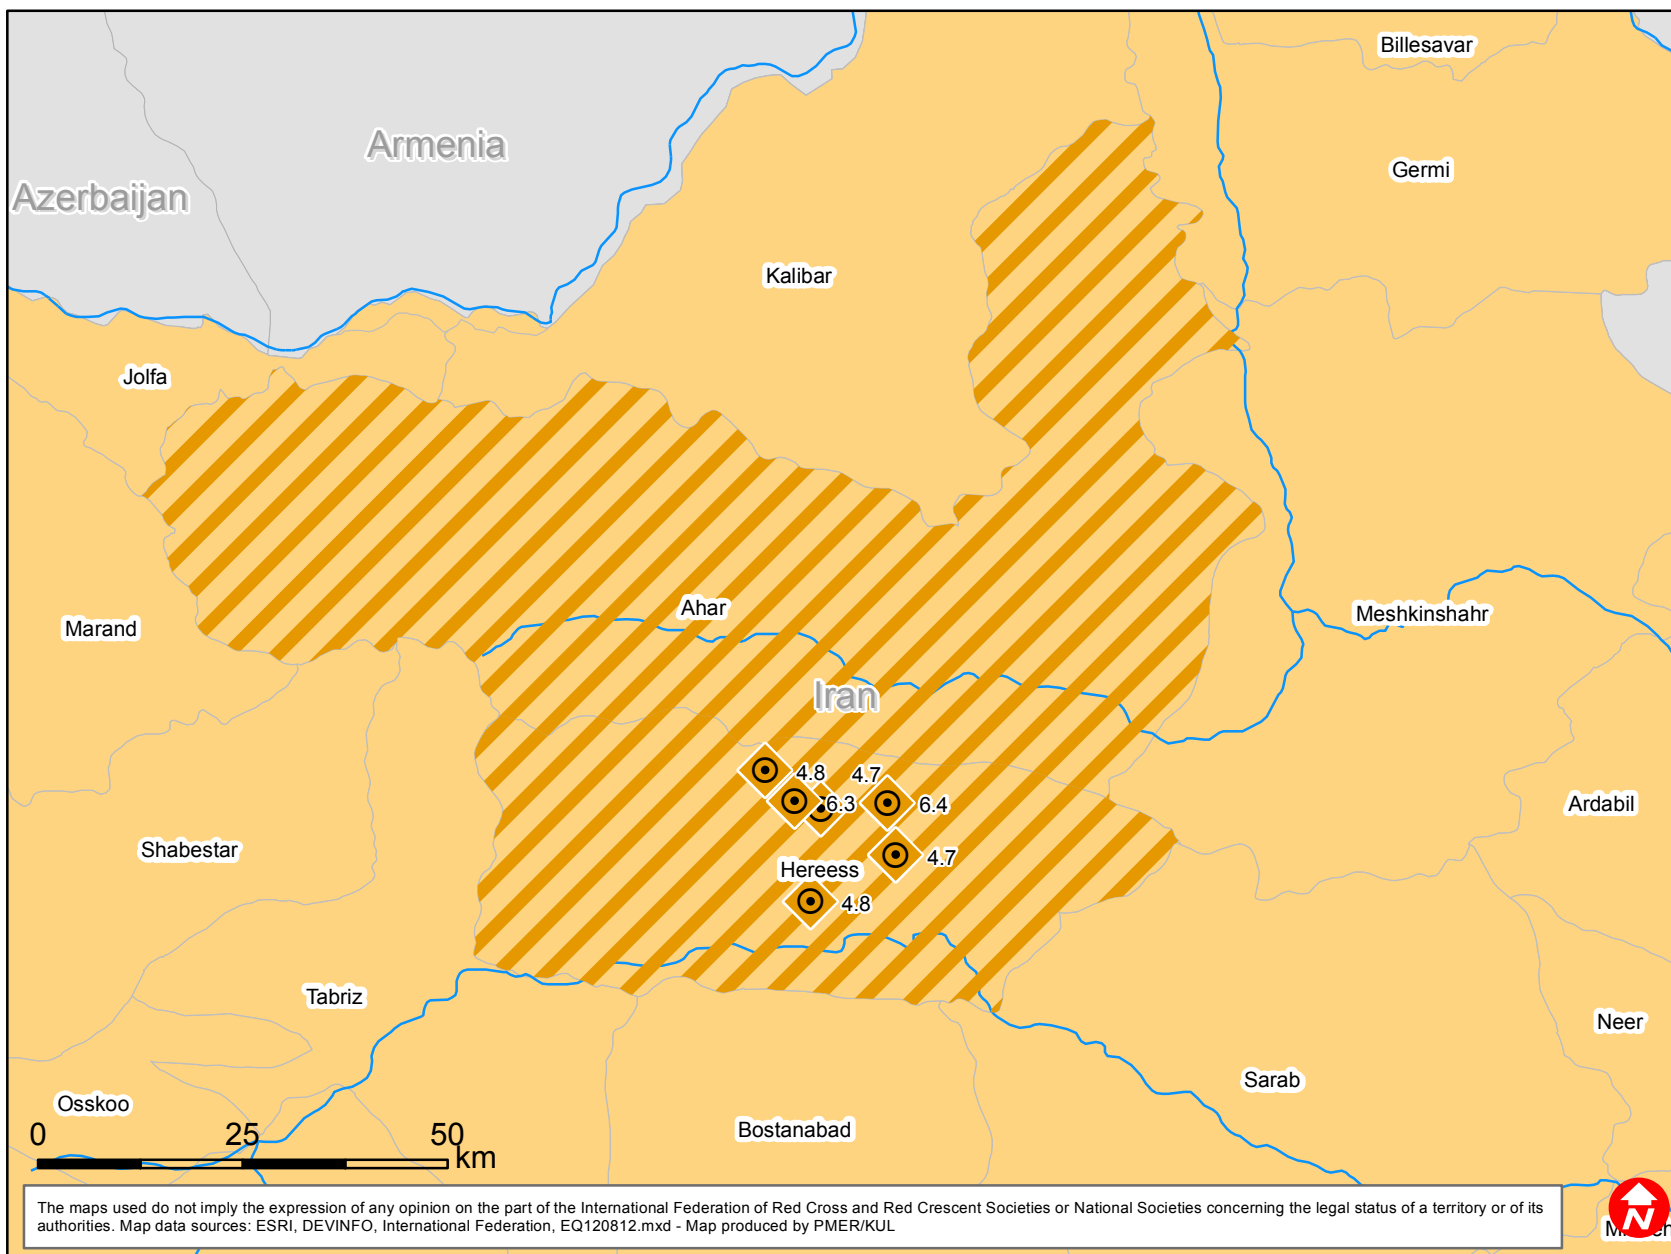 Billesavar
Armenia
Germi
Azerbaijan
Kalibar
Jolfa
Ahar
Meshkinshahr
Marand
Iran
4.8
4.7
6.3
6.4
Ardabil
Shabestar
4.7
Hereess
4.8
Tabriz
Neer
Sarab
Osskoo
Bostanabad
0 25 50
km
The maps used do not imply the expression of any opinion on the part of the International Federation of Red Cross and Red Crescent Societies or National Societies concerning the legal status of a territory or of its
authorities. Map data sources: ESRI, DEVINFO, International Federation, EQ120812.mxd - Map produced by PMER/KUL
N